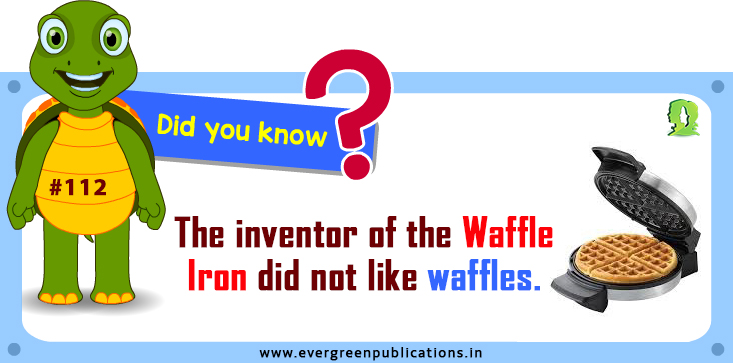 Did you know
?
#112
The inventor of the Waffle
Iron did not like waffles.
www.evergreenpublications.in